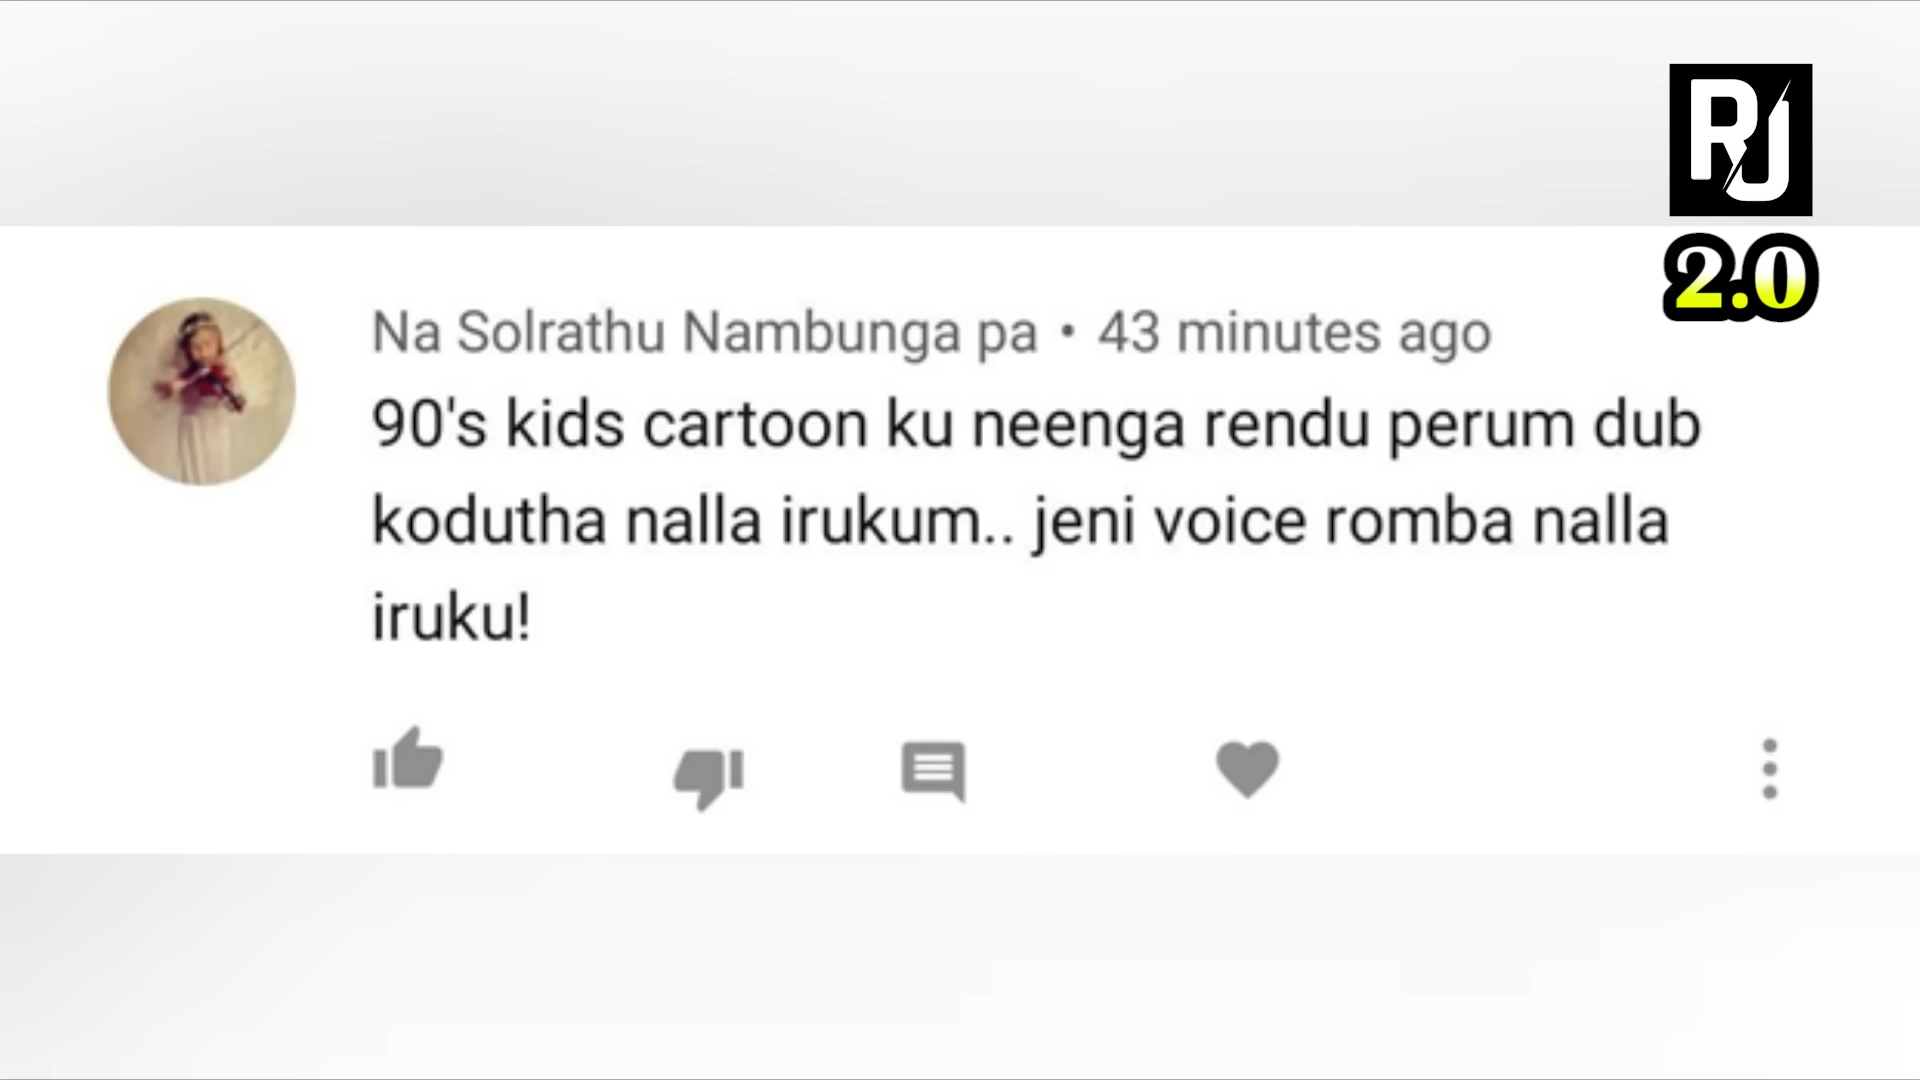 RJ
2.0
Na Solrathu Nambunga pa • 43 minutes ago
90's kids cartoon ku neenga rendu perum dub
kodutha nalla irukum.. jeni voice romba nalla
iruku!